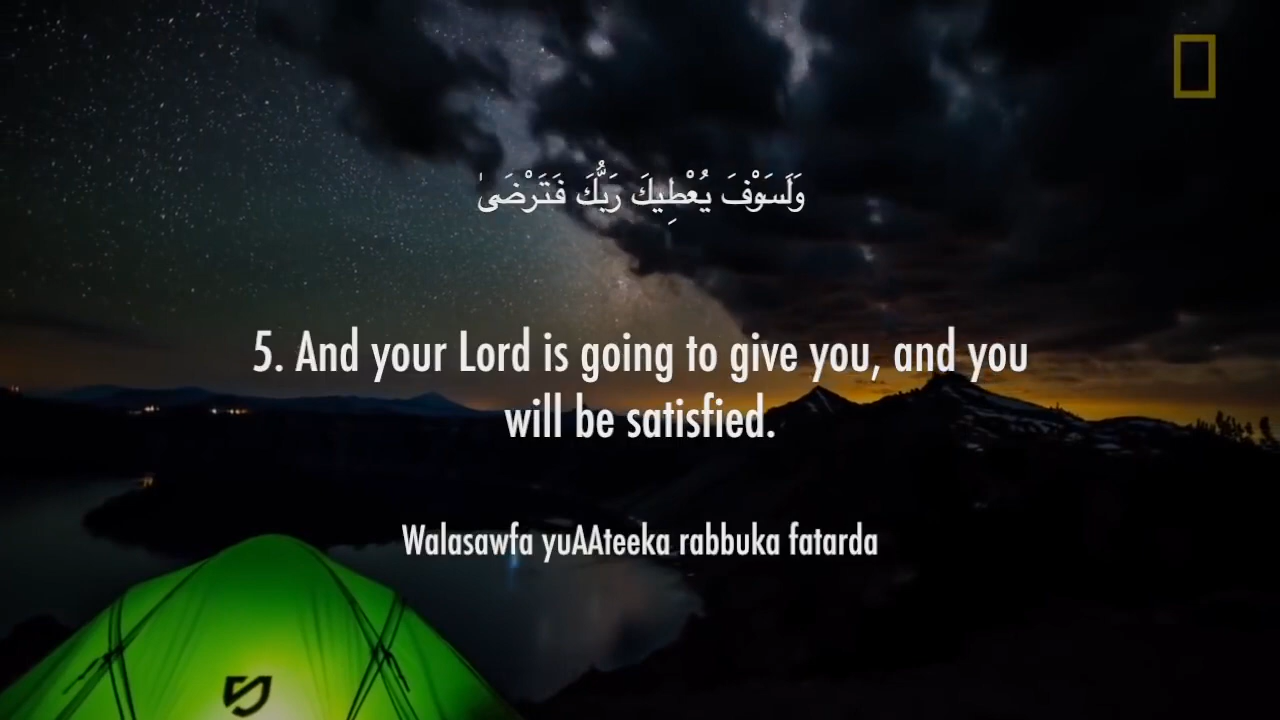 وَلَسَوْفَ يُعْطِيكَ رَبُّكَ فَتَرْضَىٰ
5. And your Lord is going to give you, and you
will be satisfied.
Walasawfa yuAAteeka rabbuka fatarda